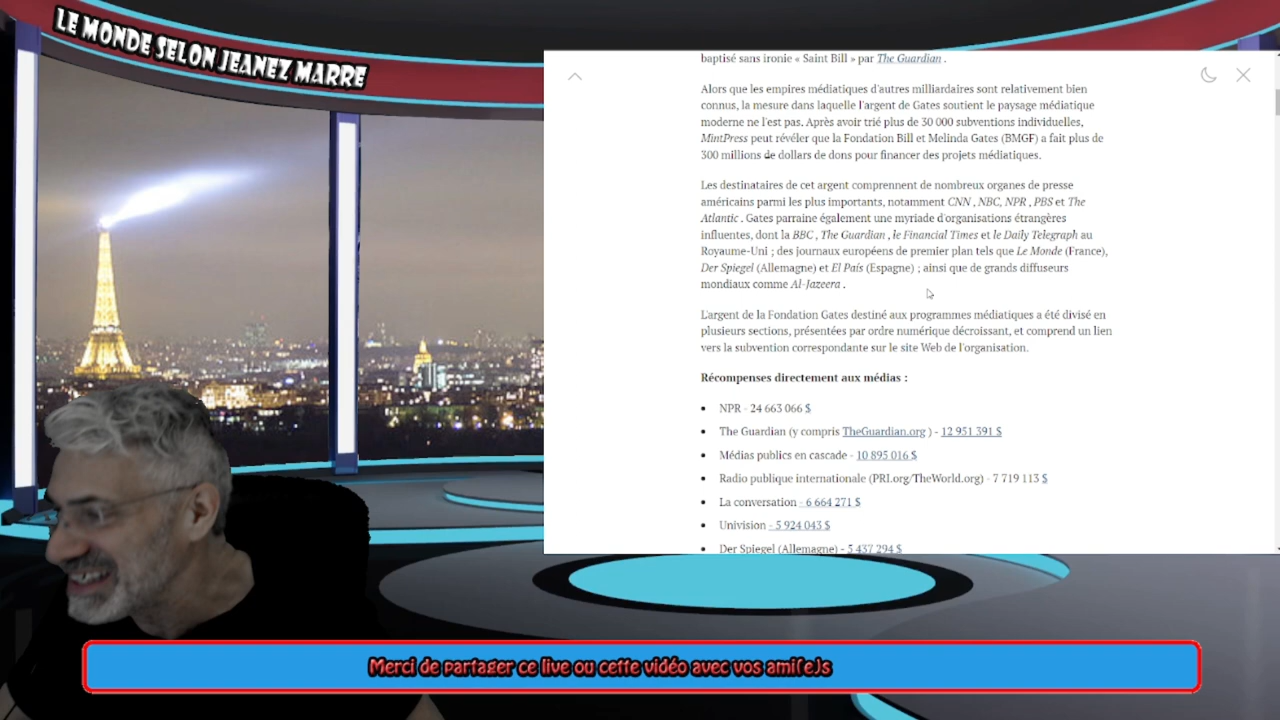 LE MONDE SELON JEANEZ MARRE
baptisé sans ironie « Saint Bill » par The Guardian .
Alors que les empires médiatiques d'autres milliardaires sont relativement bien
connus, la mesure dans laquelle l'argent de Gates soutient le paysage médiatique
moderne ne l'est pas. Après avoir trié plus de 30 000 subventions individuelles,
MintPress peut révéler que la Fondation Bill et Melinda Gates (BMGF) a fait plus de
300 millions de dollars de dons pour financer des projets médiatiques.
Les destinataires de cet argent comprennent de nombreux organes de presse
américains parmi les plus importants, notamment CNN , NBC, NPR , PBS et The
Atlantic . Gates parraine également une myriade d'organisations étrangères
influentes, dont la BBC , The Guardian , le Financial Times et le Daily Telegraph au
Royaume-Uni ; des journaux européens de premier plan tels que Le Monde (France),
Der Spiegel (Allemagne) et El País (Espagne) ; ainsi que de grands diffuseurs
mondiaux comme Al-Jazeera .
L'argent de la Fondation Gates destiné aux programmes médiatiques a été divisé en
plusieurs sections, présentées par ordre numérique décroissant, et comprend un lien
vers la subvention correspondante sur le site Web de l'organisation.
Récompenses directement aux médias :
• NPR - 24 663 066 $
• The Guardian (y compris TheGuardian.org ) - 12 951 391 $
• Médias publics en cascade - 10 895 016 $
• Radio publique internationale (PRI.org/TheWorld.org) - 7 719 113 $
• La conversation - 6 664 271 $
• Univision - 5 924 043 $
• Der Spiegel (Allemagne) - 5 437 294 $
Merci de partager ce live ou cette vidéo avec vos ami(e)s